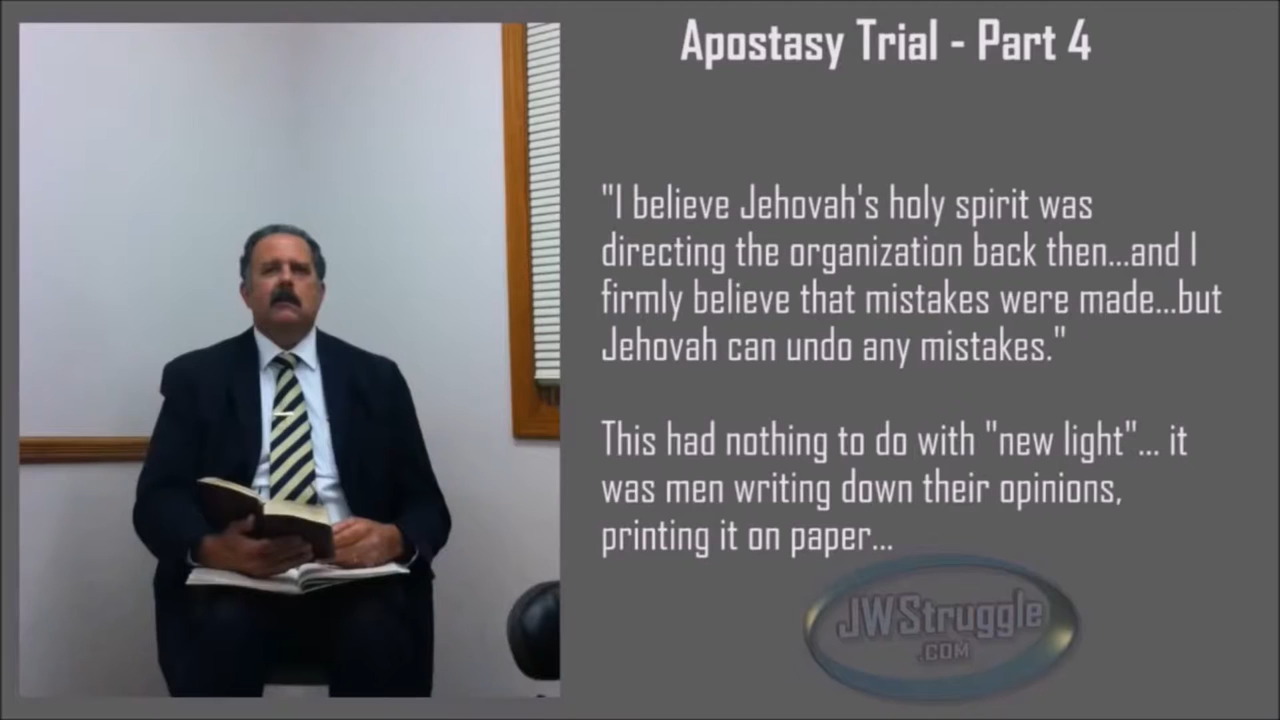 Apostasy Trial - Part 4
"I believe Jehovah's holy spirit was
directing the organization back then...and I
firmly believe that mistakes were made...but
Jehovah can undo any mistakes."
This had nothing to do with "new light"... it
was men writing down their opinions,
printing it on paper...
JWStruggle
.COM